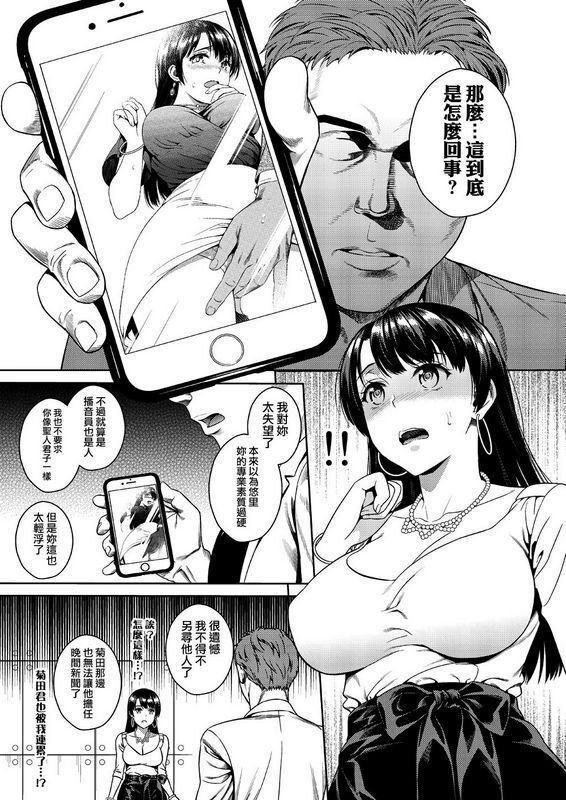 那麼…這到底
是怎麼回事？
!!
我對妳
太失望了
本來以為悠里
妳的專業素質過硬
不過就算是
播音員也是人
我也不要求
你像聖人君子一樣
但是妳這也
太輕浮了
很遺憾
我不得不
另尋他人了
誒？
怎麼這樣…!?
菊田那邊
也無法讓他擔任
晚間新聞了
菊田君也被我連累了…!?